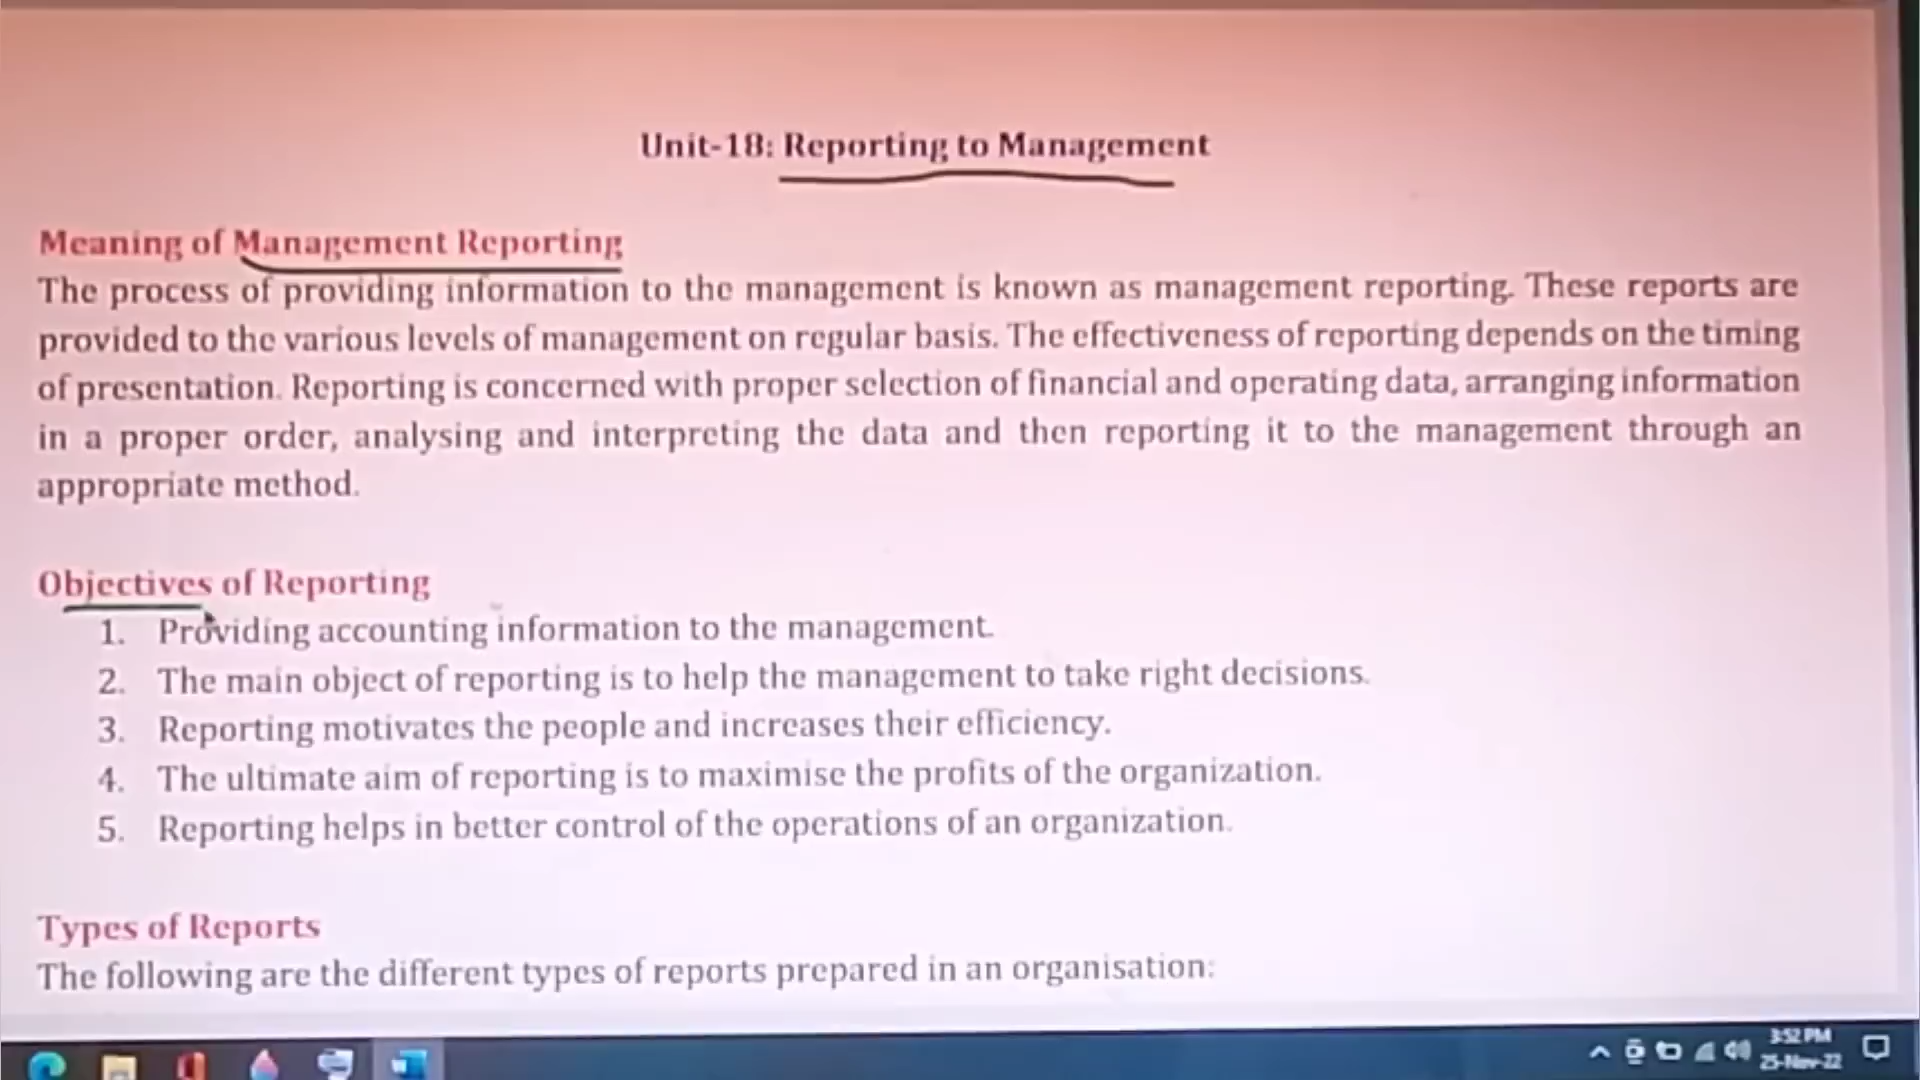 Unit-18: Reporting to Management
Meaning of Management Reporting
The process of providing information to the management is known as management reporting. These reports are
provided to the various levels of management on regular basis. The effectiveness of reporting depends on the timing
of presentation. Reporting is concerned with proper selection of financial and operating data, arranging information
in a proper order, analysing and interpreting the data and then reporting it to the management through an
appropriate method.
Objectives of Reporting
1. Providing accounting information to the management.
2. The main object of reporting is to help the management to take right decisions.
3. Reporting motivates the people and increases their efficiency.
4. The ultimate aim of reporting is to maximise the profits of the organization.
5. Reporting helps in better control of the operations of an organization.
Types of Reports
The following are the different types of reports prepared in an organisation:
3:52 PM
25-Nov-22